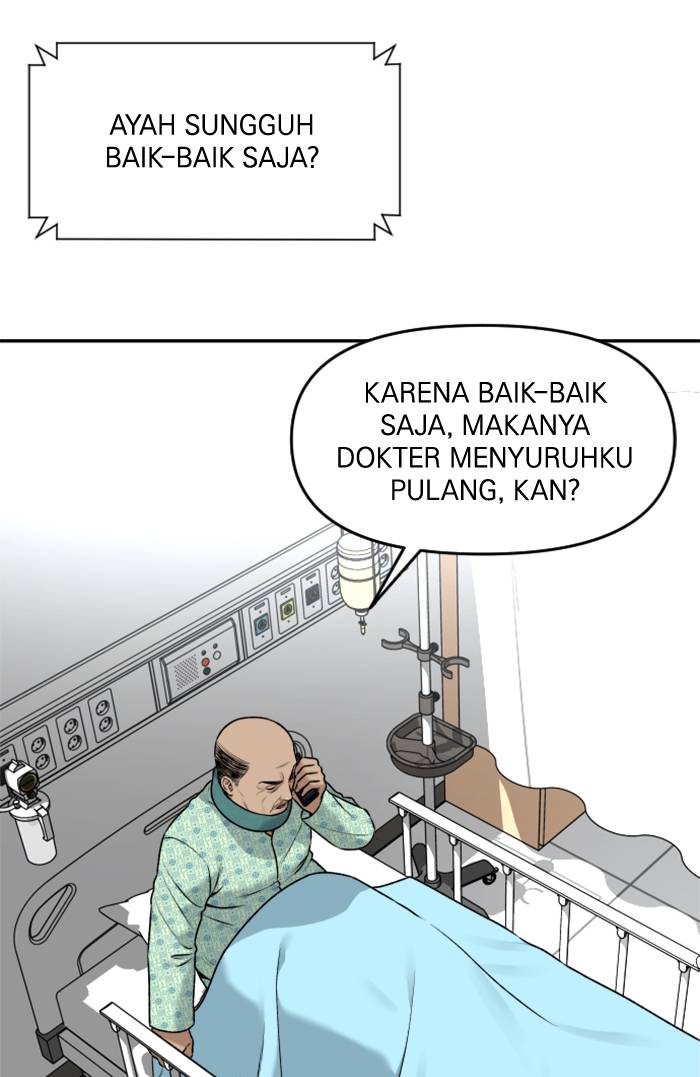 AYAH SUNGGUH
BAIK-BAIK SAJA?
KARENA BAIK-BAIK
SAJA, MAKANYA
DOKTER MENYURUHKU
PULANG, KAN?